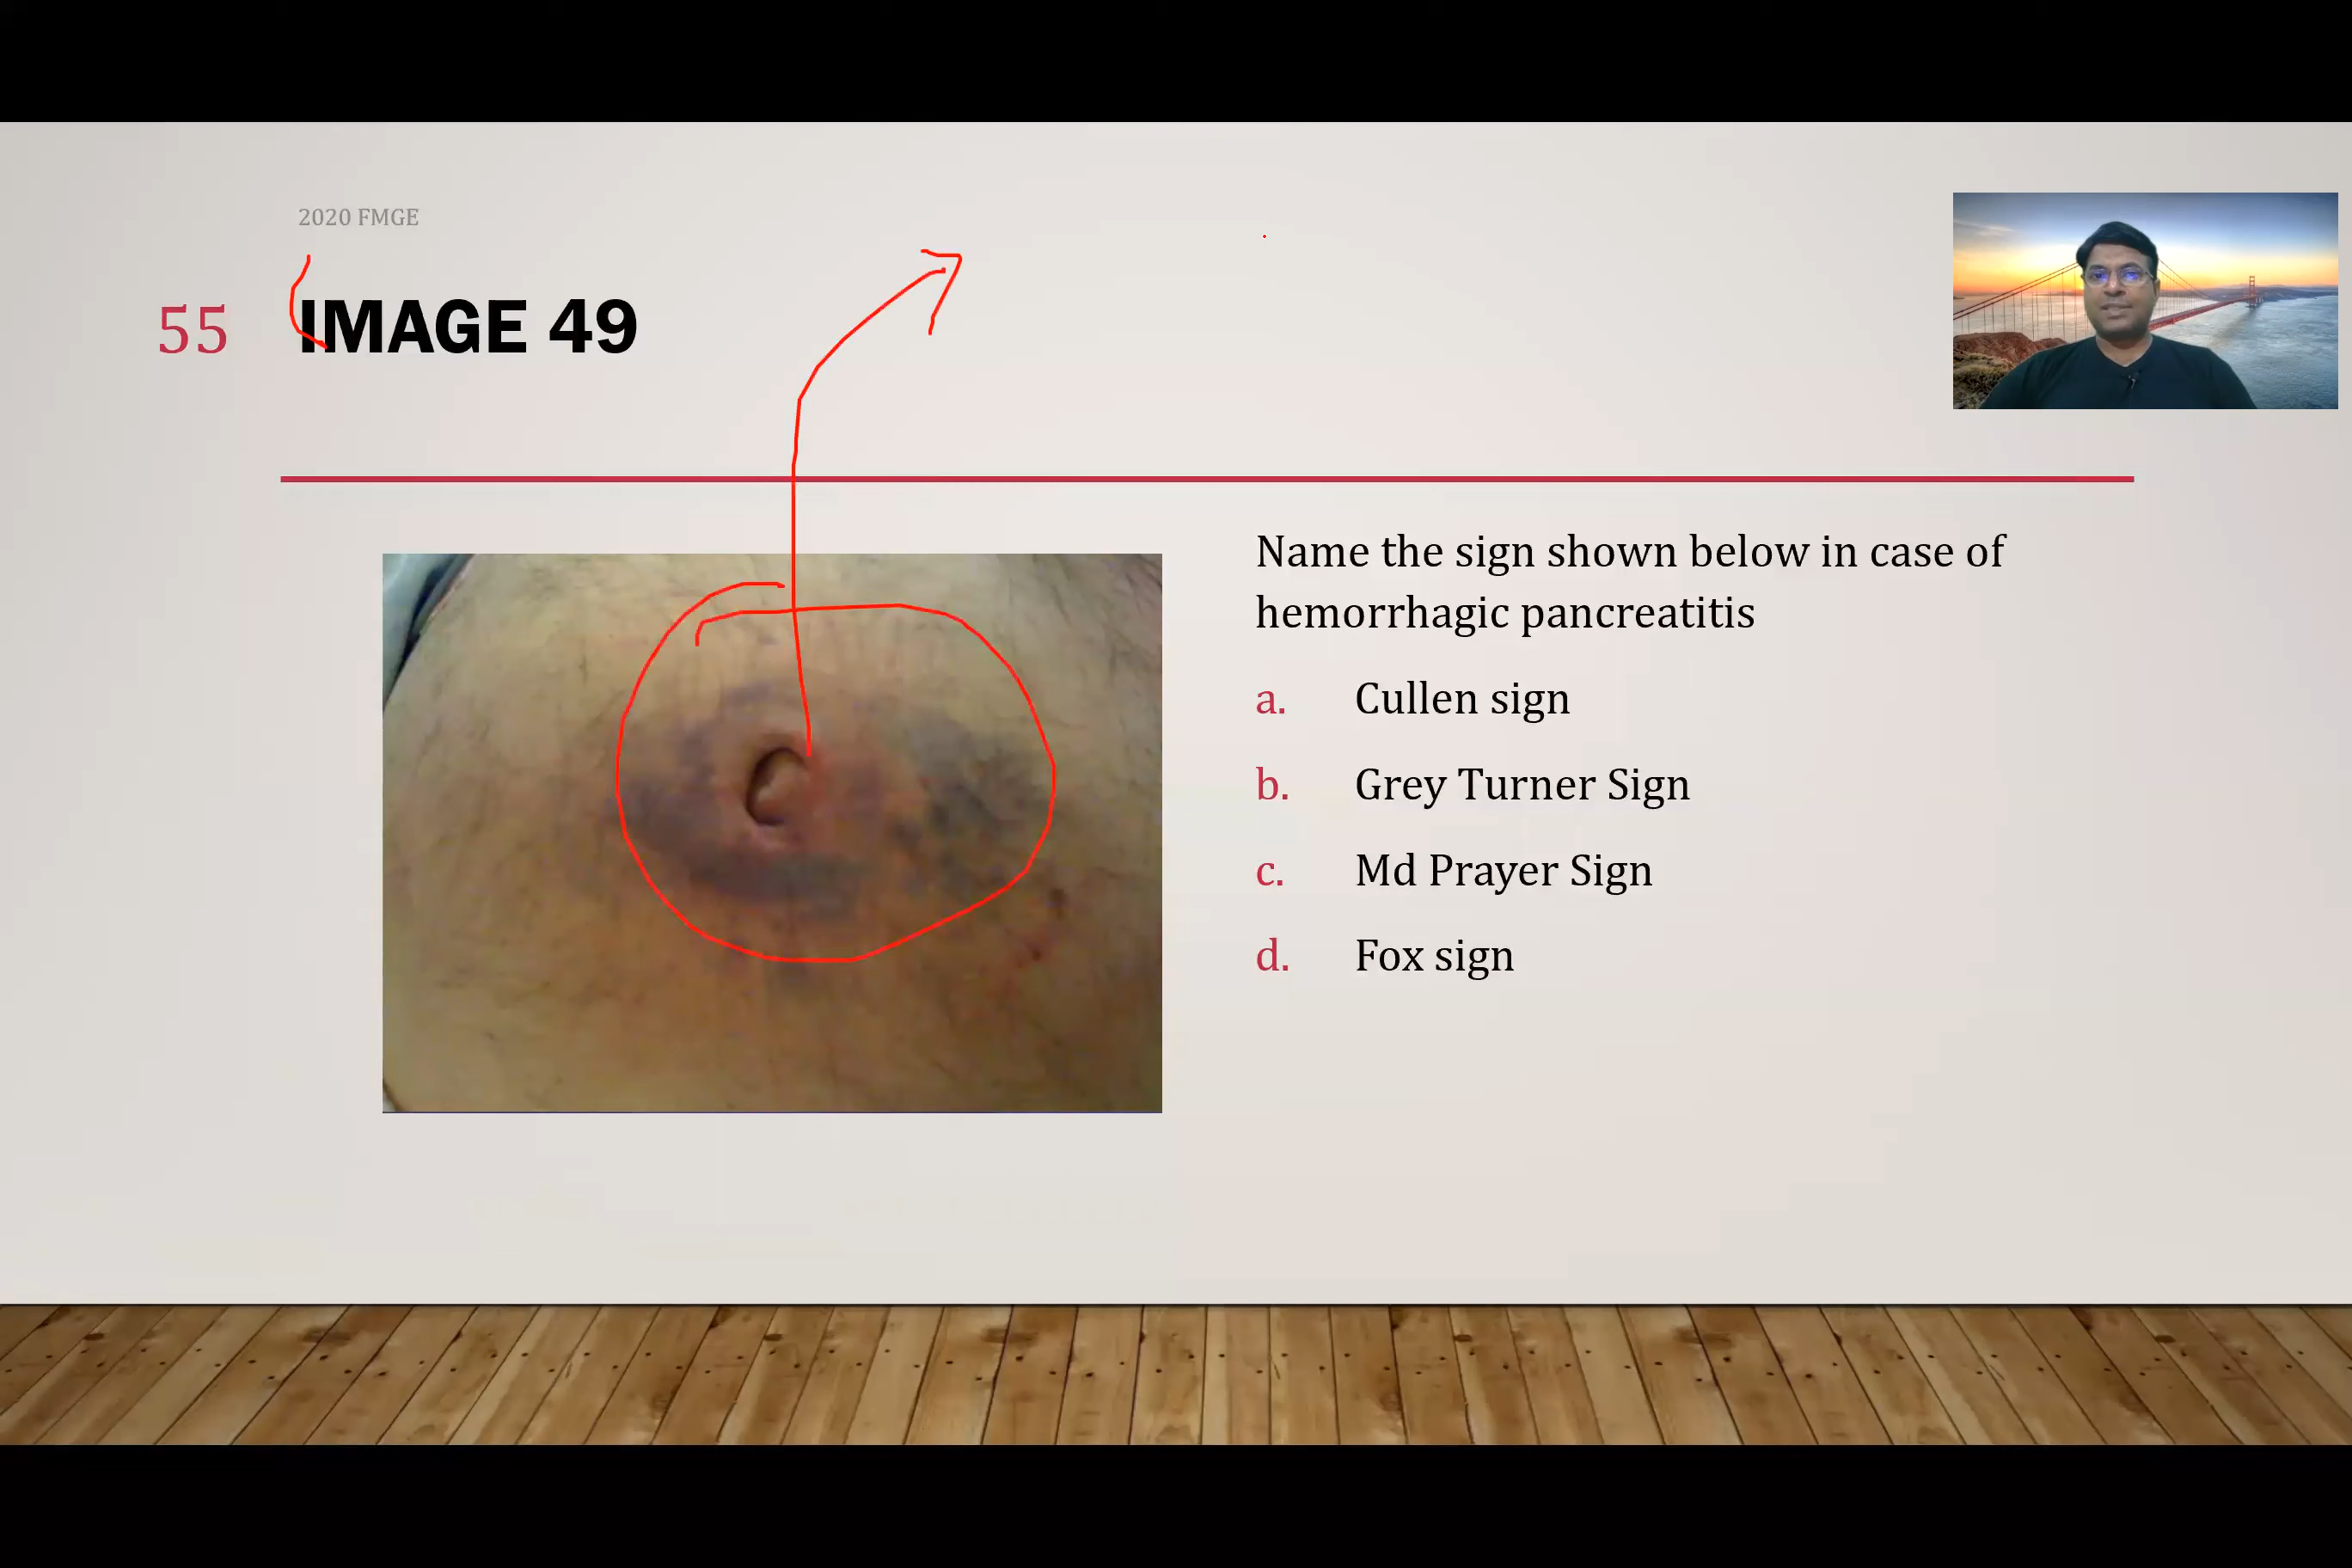 2020 FMGE
55 IMAGE 49
Name the sign shown below in case of
hemorrhagic pancreatitis
a. Cullen sign
b. Grey Turner Sign
c. Md Prayer Sign
d. Fox sign